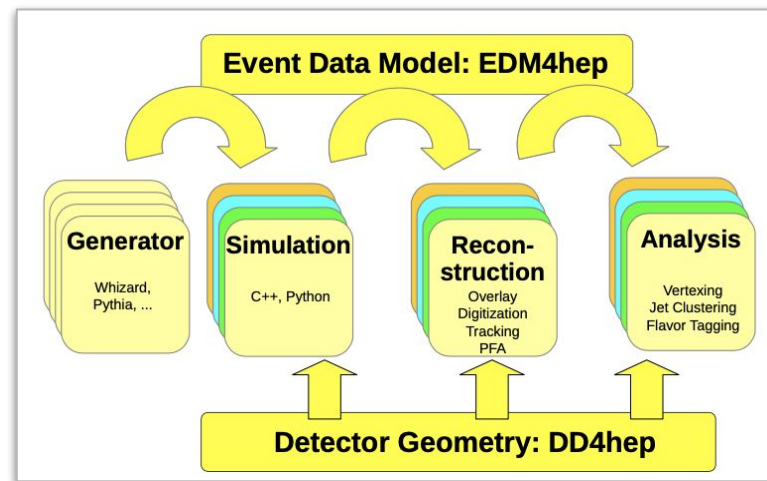 Event Data Model: EDM4hep
Generator
Whizard,
Pythia, ...
Simulation
C++, Python
Recon-
struction
Overlay
Digitization
Tracking
PFA
Analysis
Vertexing
Jet Clustering
Flavor Tagging
Detector Geometry: DD4hep